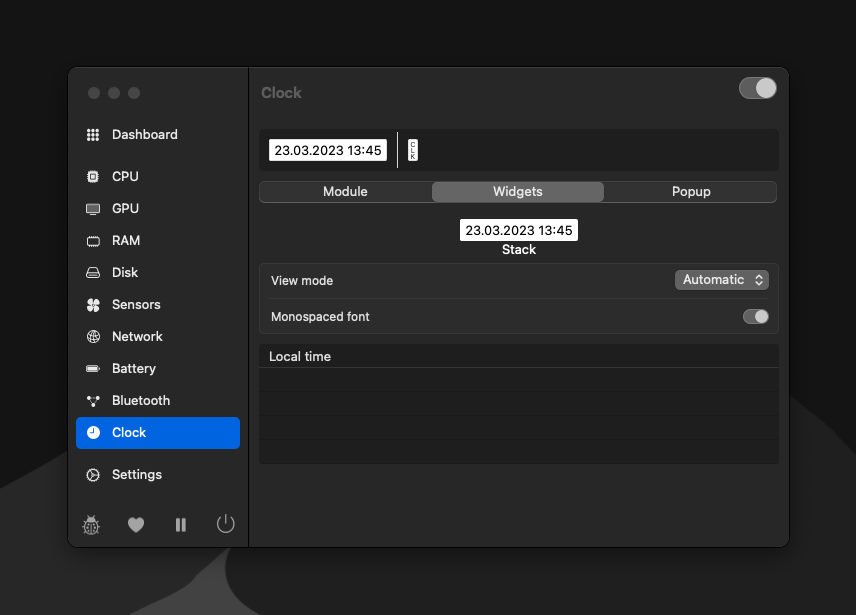 Clock
Dashboard
CPU
GPU
RAM
Disk
Sensors
Network
Battery
Bluetooth
Clock
Settings
23.03.2023 13:45
CLK
Module Widgets Popup
23.03.2023 13:45
Stack
View mode Automatic
Monospaced font
Local time